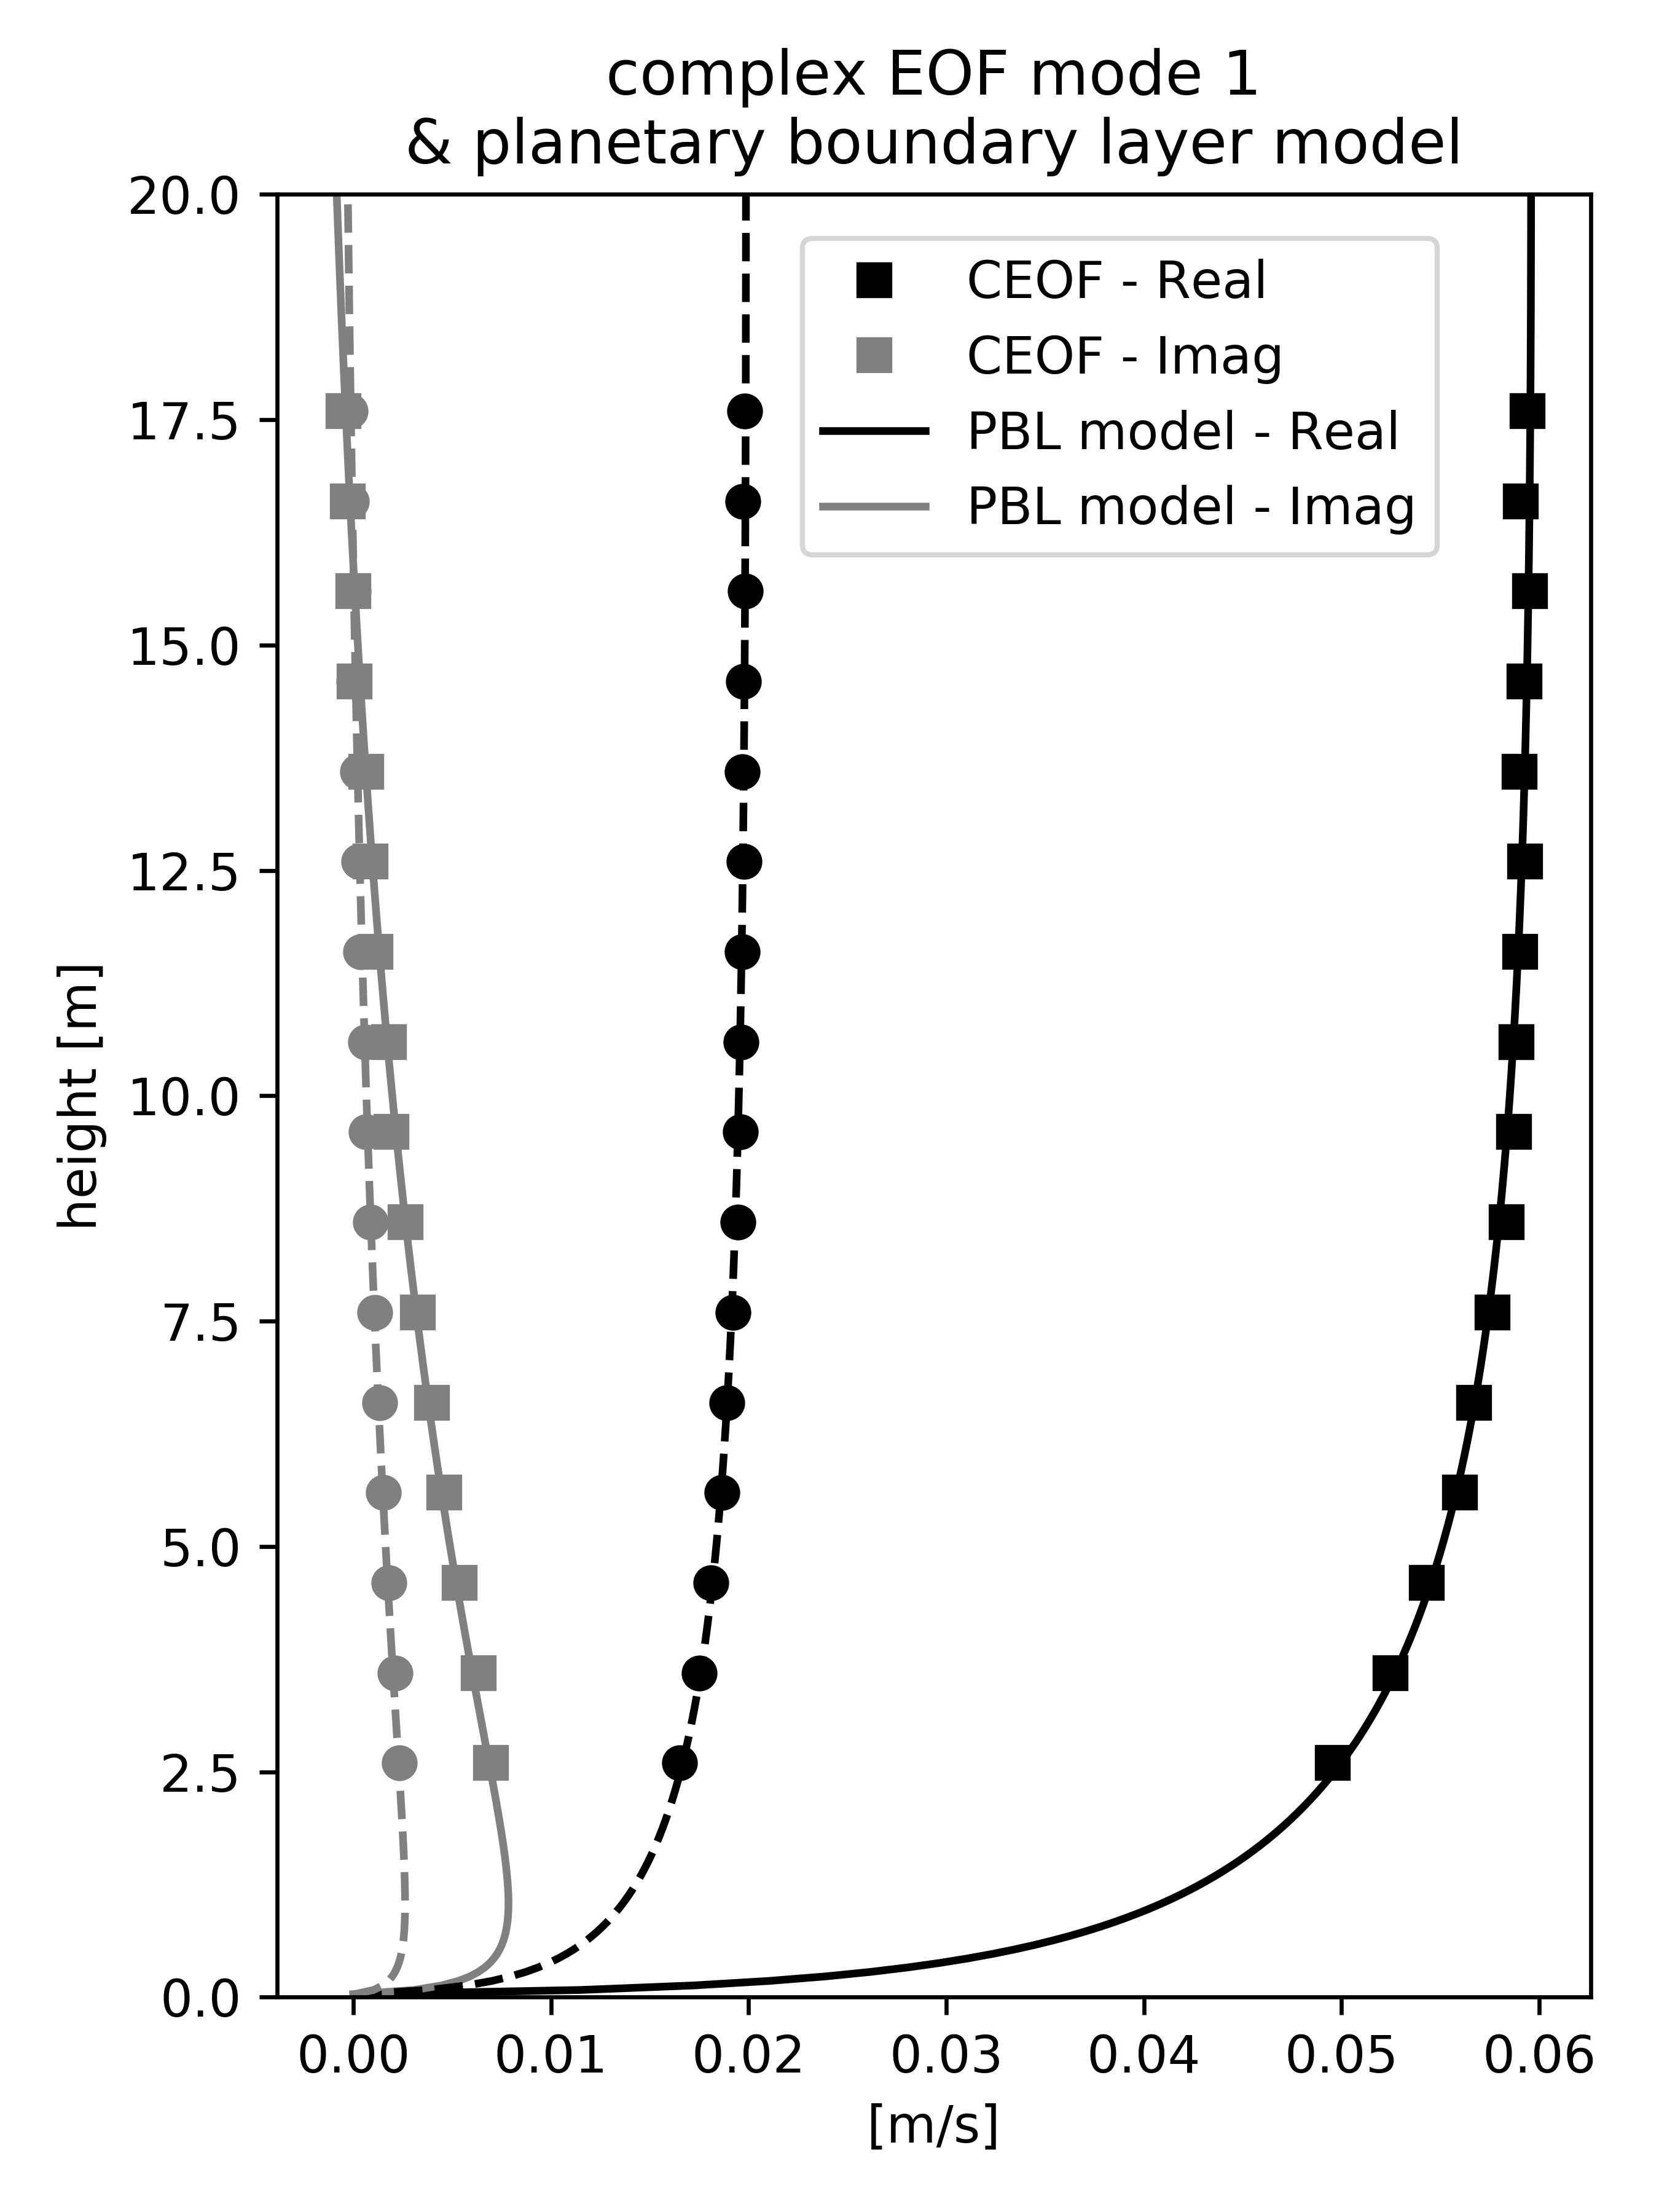 complex EOF mode 1
& planetary boundary layer model
20.0
17.5
15.0
12.5
10.0
7.5
5.0
2.5
0.0
height [m]
CEOF - Real
CEOF - Imag
PBL model - Real
PBL model - Imag
0.00 0.01 0.02 0.03 0.04 0.05 0.06
[m/s]